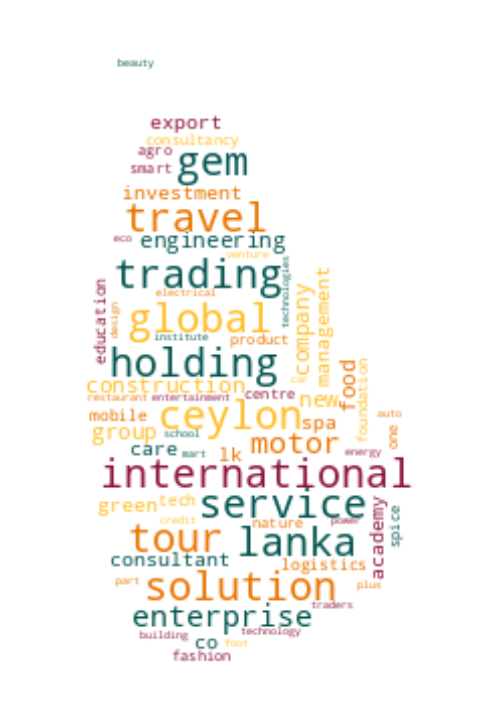 beauty
export
consultancy
agro
gem
smart
investment
travel
eco
engineering
venture
trading
technologies
electrical
education
design
global
company
management
institute
product
holding
construction
restaurant
entertainment
centre
new
food
foundation
mobile
ceylon
spa
auto
group
school
one
motor
care
mart
lk
energy
international
green
tech
service
academy
spice
credit
nature
power
tour
lanka
consultant
logistics
part
solution
plus
enterprise
traders
building
technology
co
foot
fashion